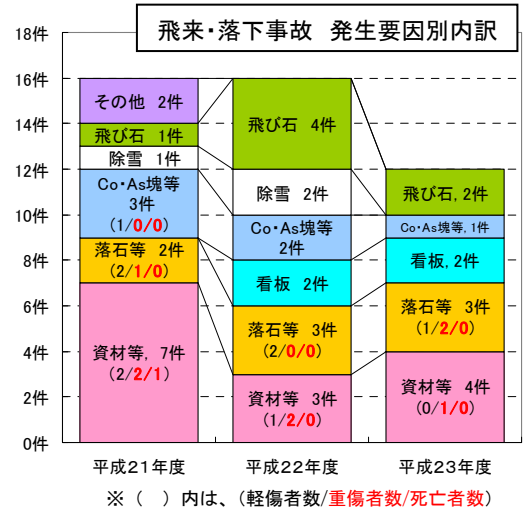 飛来・落下事故 発生要因別内訳
18件
16件
14件
12件
10件
8件
6件
4件
2件
0件
その他 2件
飛び石 1件
除雪 1件
Co・As塊等
3件
(1/0/0)
落石等 2件
(2/1/0)
資材等, 7件
(2/2/1)
飛び石 4件
除雪 2件
Co・As塊等
2件
看板 2件
落石等 3件
(2/0/0)
資材等 3件
(1/2/0)
飛び石, 2件
Co・As塊等, 1件
看板, 2件
落石等 3件
(1/2/0)
資材等 4件
(0/1/0)
平成21年度
平成22年度
平成23年度
※ ( ) 内は、(軽傷者数/重傷者数/死亡者数)